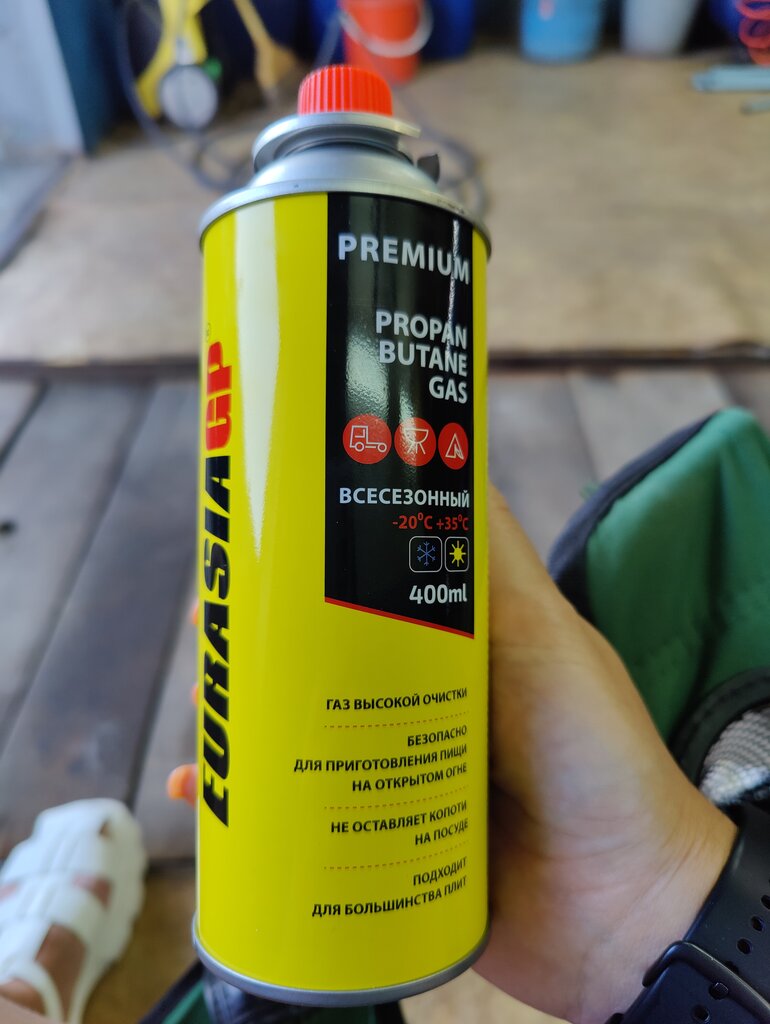 EURASIAGP®
PREMIUM
PROPAN
BUTANE
GAS
ВСЕСЕЗОННЫЙ
-20°C +35°C
400ml
ГАЗ ВЫСОКОЙ ОЧИСТКИ
БЕЗОПАСНО
ДЛЯ ПРИГОТОВЛЕНИЯ ПИЩИ
НА ОТКРЫТОМ ОГНЕ
НЕ ОСТАВЛЯЕТ КОПОТИ
НА ПОСУДЕ
ПОДХОДИТ
ДЛЯ БОЛЬШИНСТВА ПЛИТ